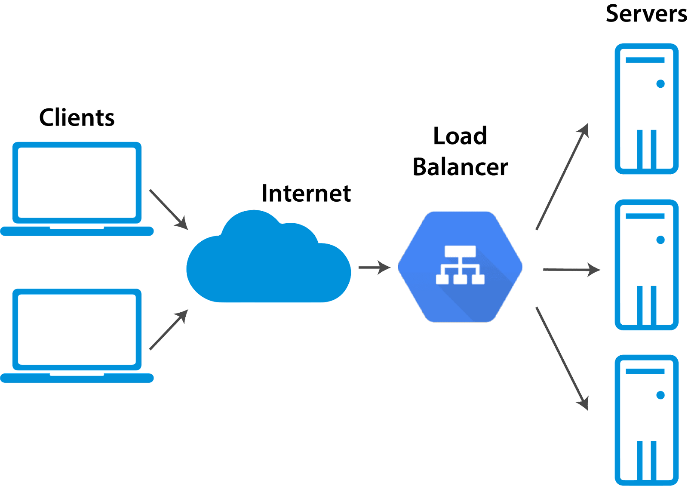 Servers
Clients
Load
Balancer
Internet